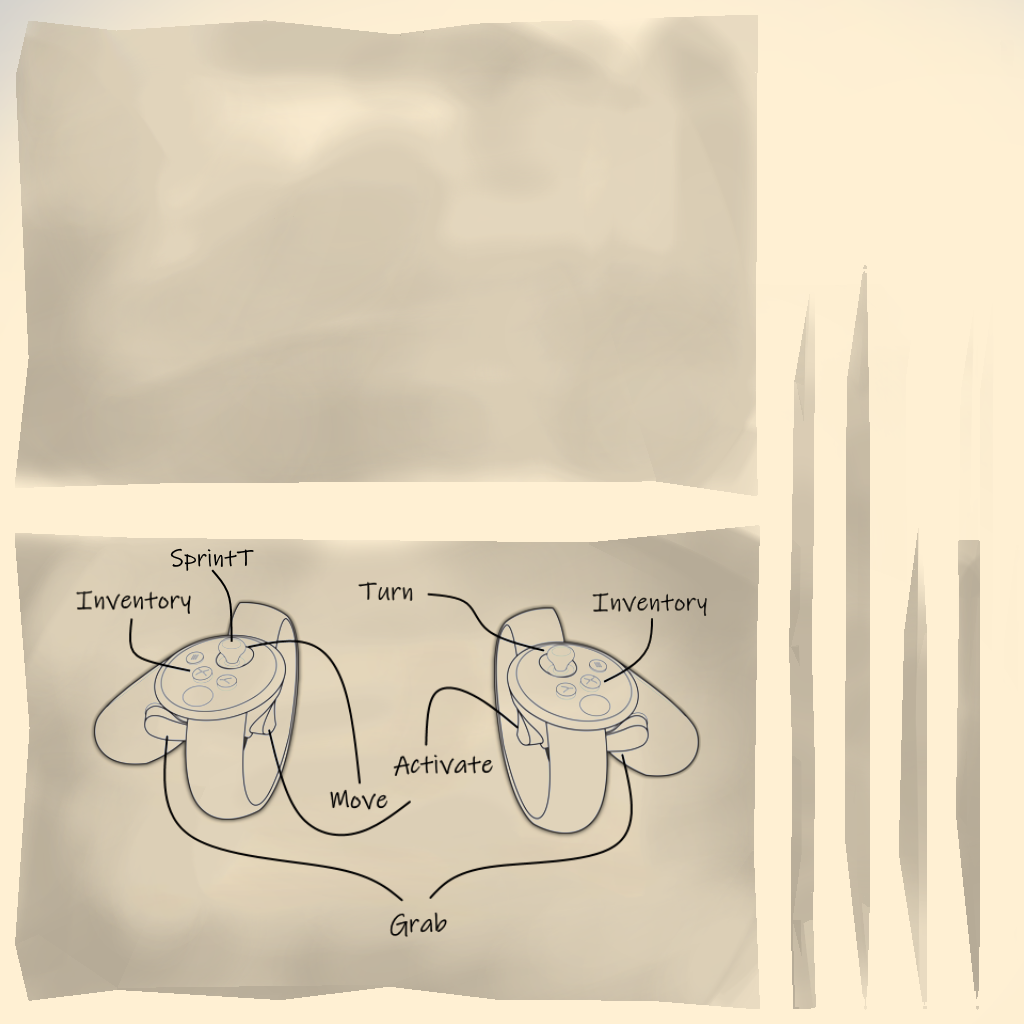 SprintT
Inventory
Turn
Inventory
Activate
Move
Grab